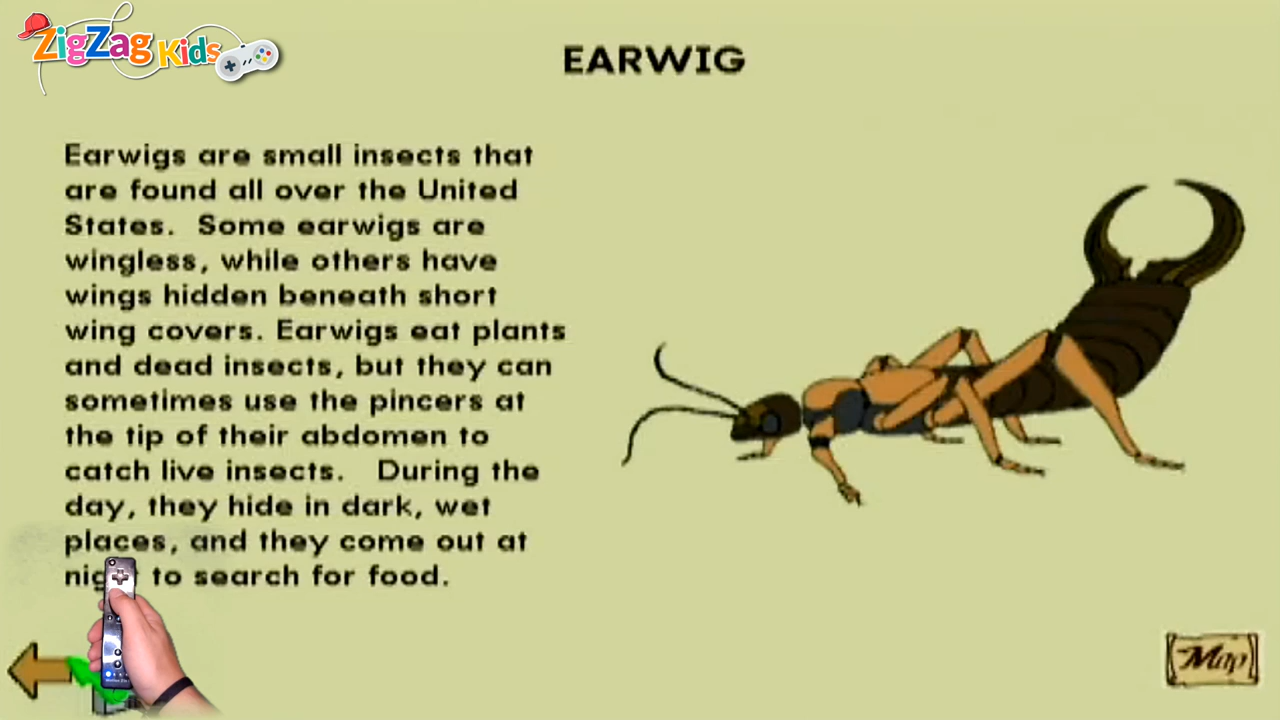 ZigZag Kids
EARWIG
Earwigs are small insects that
are found all over the United
States. Some earwigs are
wingless, while others have
wings hidden beneath short
wing covers. Earwigs eat plants
and dead insects, but they can
sometimes use the pincers at
the tip of their abdomen to
catch live insects. During the
day, they hide in dark, wet
places, and they come out at
to search for food.
Map